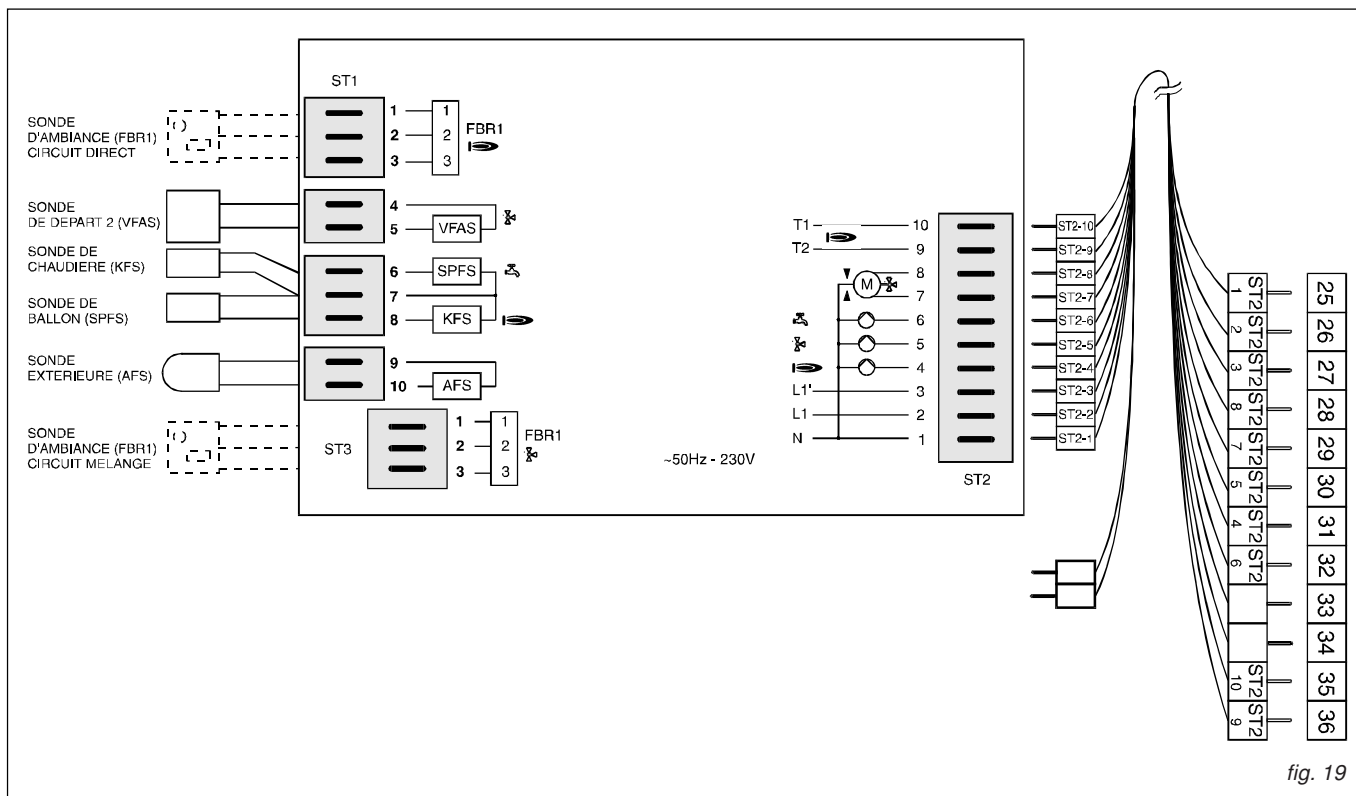 ST1
SONDE
D'AMBIANCE (FBR1)
CIRCUIT DIRECT
1
2
3
1
2
3
FBR1
SONDE
DE DEPART 2 (VFAS)
4
5
VFAS
SONDE DE
CHAUDIERE (KFS)
SONDE DE
BALLON (SPFS)
6
7
8
SPFS
KFS
SONDE
EXTERIEURE (AFS)
9
10
AFS
SONDE
D'AMBIANCE (FBR1)
CIRCUIT MELANGE
ST3
1
2
3
1
2
3
FBR1
~50Hz - 230V
T1 10
T2 9
8
M
7
6
5
4
L1' 3
L1 2
N 1
ST2
ST2-10
ST2-9
ST2-8
ST2-7
ST2-6
ST2-5
ST2-4
ST2-3
ST2-2
ST2-1
ST2 1 25
ST2 2 26
ST2 3 27
ST2 8 28
ST2 7 29
ST2 5 30
ST2 4 31
ST2 6 32
33
34
ST2 10 35
ST2 9 36
fig. 19